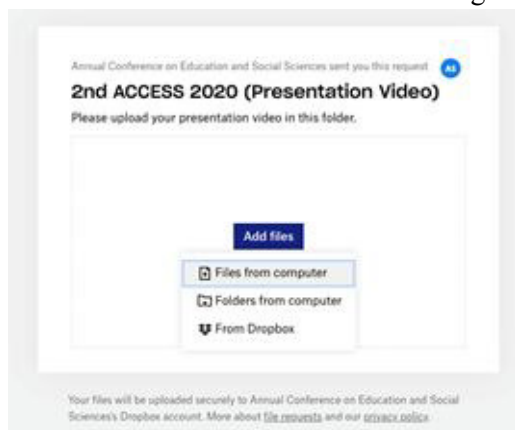 Annual Conference on Education and Social Sciences sent you this request
AS
2nd ACCESS 2020 (Presentation Video)
Please upload your presentation video in this folder.
Add files
Files from computer
Folders from computer
From Dropbox
Your files will be uploaded securely to Annual Conference on Education and Social
Sciences's Dropbox account. More about file requests and our privacy policy.